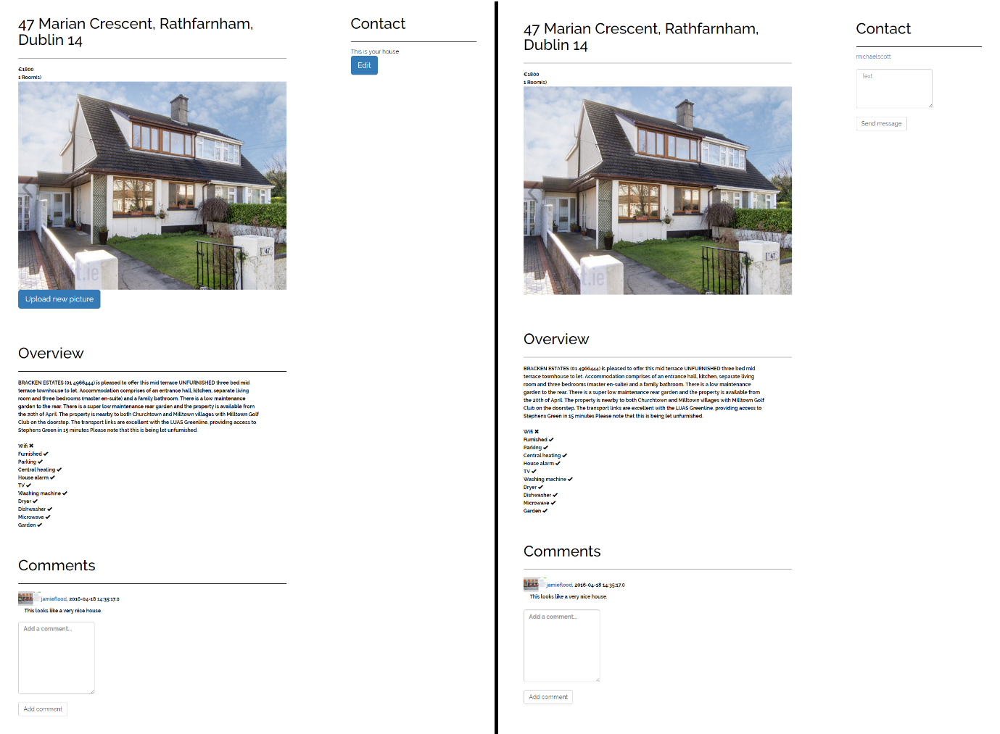 47 Marian Crescent, Rathfarnham,
Dublin 14
€1800
1 Room(s)
47
t.ie
Upload new picture
Overview
BRACKEN ESTATES (01 4966444) is pleased to offer this mid terrace UNFURNISHED three bed mid
terrace townhouse to let. Accommodation comprises of an entrance hall, kitchen, separate living
room and three bedrooms (master en-suite) and a family bathroom. There is a low maintenance
garden to the rear. There is a super low maintenance rear garden and the property is available from
the 20th of April. The property is nearby to both Churchtown and Milltown villages with Milltown Golf
Club on the doorstep. The transport links are excellent with the LUAS Greenline, providing access to
Stephens Green in 15 minutes Please note that this is being let unfurnished.
Wifi ✖
Furnished ✔
Parking ✔
Central heating ✔
House alarm ✔
TV ✔
Washing machine ✔
Dryer ✔
Dishwasher ✔
Microwave ✔
Garden ✔
Comments
jamieflood, 2016-04-18 14:35:17.0
This looks like a very nice house.
Add a comment...
Add comment
Contact
This is your house
Edit
47 Marian Crescent, Rathfarnham,
Dublin 14
€1800
1 Room(s)
47
t.ie
Overview
BRACKEN ESTATES (01 4966444) is pleased to offer this mid terrace UNFURNISHED three bed mid
terrace townhouse to let. Accommodation comprises of an entrance hall, kitchen, separate living
room and three bedrooms (master en-suite) and a family bathroom. There is a low maintenance
garden to the rear. There is a super low maintenance rear garden and the property is available from
the 20th of April. The property is nearby to both Churchtown and Milltown villages with Milltown Golf
Club on the doorstep. The transport links are excellent with the LUAS Greenline, providing access to
Stephens Green in 15 minutes Please note that this is being let unfurnished.
Wifi ✖
Furnished ✔
Parking ✔
Central heating ✔
House alarm ✔
TV ✔
Washing machine ✔
Dryer ✔
Dishwasher ✔
Microwave ✔
Garden ✔
Comments
jamieflood, 2016-04-18 14:35:17.0
This looks like a very nice house.
Add a comment...
Add comment
Contact
michaelscott
Text
Send message